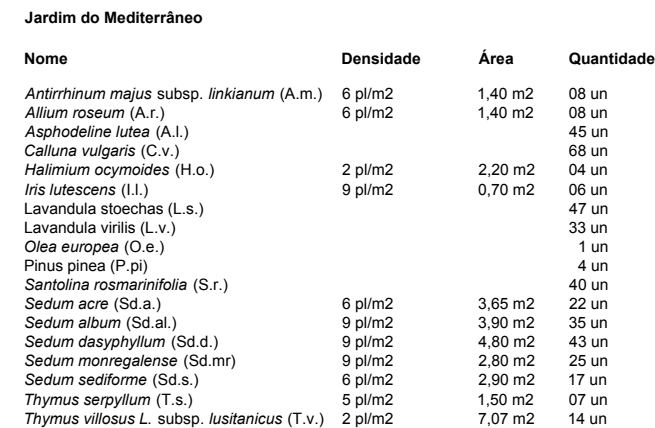 Jardim do Mediterrâneo
Nome Densidade Área Quantidade
Antirrhinum majus subsp. linkianum (A.m.) 6 pl/m2 1,40 m2 08 un
Allium roseum (A.r.) 6 pl/m2 1,40 m2 08 un
Asphodeline lutea (A.l.) 45 un
Calluna vulgaris (C.v.) 68 un
Halimium ocymoides (H.o.) 2 pl/m2 2,20 m2 04 un
Iris lutescens (I.l.) 9 pl/m2 0,70 m2 06 un
Lavandula stoechas (L.s.) 47 un
Lavandula virilis (L.v.) 33 un
Olea europea (O.e.) 1 un
Pinus pinea (P.pi) 4 un
Santolina rosmarinifolia (S.r.) 40 un
Sedum acre (Sd.a.) 6 pl/m2 3,65 m2 22 un
Sedum album (Sd.al.) 9 pl/m2 3,90 m2 35 un
Sedum dasyphyllum (Sd.d.) 9 pl/m2 4,80 m2 43 un
Sedum monregalense (Sd.mr) 9 pl/m2 2,80 m2 25 un
Sedum sediforme (Sd.s.) 6 pl/m2 2,90 m2 17 un
Thymus serpyllum (T.s.) 5 pl/m2 1,50 m2 07 un
Thymus villosus L. subsp. lusitanicus (T.v.) 2 pl/m2 7,07 m2 14 un